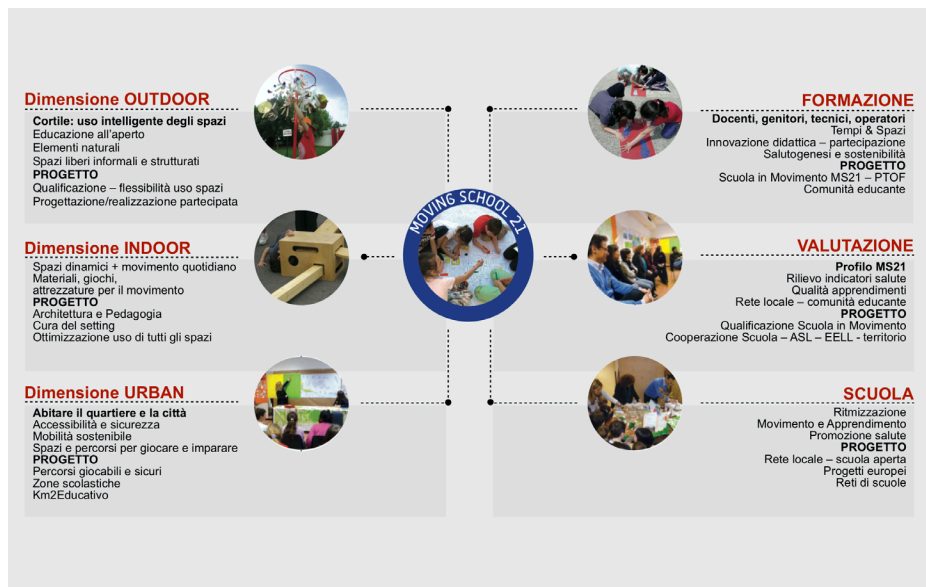 Dimensione OUTDOOR
Cortile: uso intelligente degli spazi
Educazione all'aperto
Elementi naturali
Spazi liberi informali e strutturati
PROGETTO
Qualificazione – flessibilità uso spazi
Progettazione/realizzazione partecipata
Dimensione INDOOR
Spazi dinamici + movimento quotidiano
Materiali, giochi,
attrezzature per il movimento
PROGETTO
Architettura e Pedagogia
Cura del setting
Ottimizzazione uso di tutti gli spazi
Dimensione URBAN
Abitare il quartiere e la città
Accessibilità e sicurezza
Mobilità sostenibile
Spazi e percorsi per giocare e imparare
PROGETTO
Percorsi giocabili e sicuri
Zone scolastiche
Km2Educativo
MOVING SCHOOL 21
FORMAZIONE
Docenti, genitori, tecnici, operatori
Tempi & Spazi
Innovazione didattica – partecipazione
Salutogenesi e sostenibilità
PROGETTO
Scuola in Movimento MS21 – PTOF
Comunità educante
VALUTAZIONE
Profilo MS21
Rilievo indicatori salute
Qualità apprendimenti
Rete locale – comunità educante
PROGETTO
Qualificazione Scuola in Movimento
Cooperazione Scuola – ASL – EELL - territorio
SCUOLA
Ritmizzazione
Movimento e Apprendimento
Promozione salute
PROGETTO
Rete locale – scuola aperta
Progetti europei
Reti di scuole